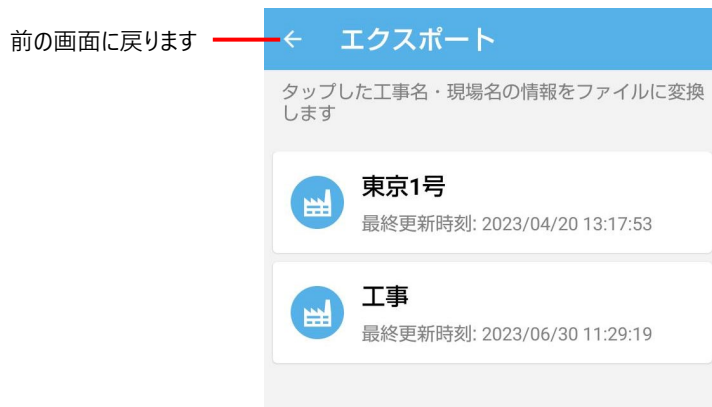 前の画面に戻ります
エクスポート
タップした工事名・現場名の情報をファイルに変換
します
東京1号
最終更新時刻: 2023/04/20 13:17:53
工事
最終更新時刻: 2023/06/30 11:29:19